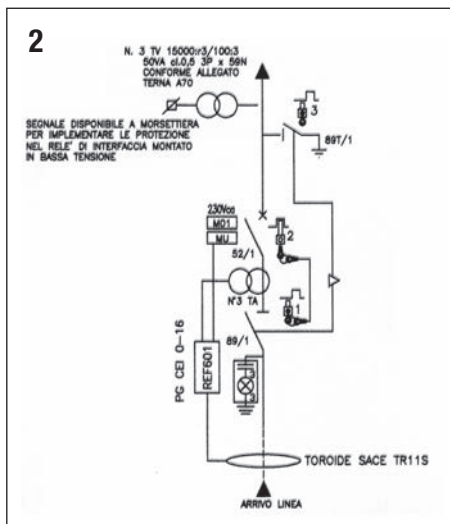 2
N. 3 TV 15000:r3/100:3
50VA cl.0,5 3P x 59N
CONFORME ALLEGATO
TERNA A70
SEGNALE DISPONIBILE A MORSETTIERA
PER IMPLEMENTARE LE PROTEZIONE
NEL RELE' DI INTERFACCIA MONTATO
IN BASSA TENSIONE
3
89T/1
230Vca
MO1
MU
2
52/1
N°3 TA
1
89/1
PG CEI 0-16
REF601
TOROIDE SACE TR11S
ARRIVO LINEA